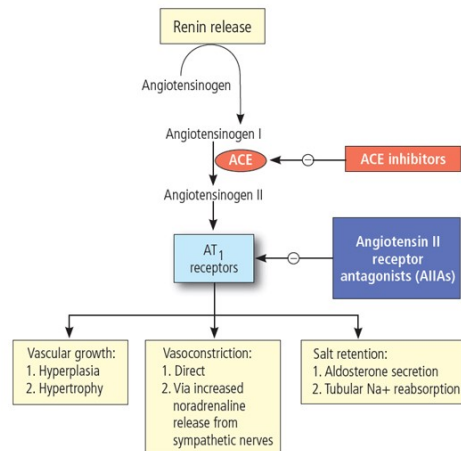 Renin release
Angiotensinogen
Angiotensinogen I
ACE
ACE inhibitors
Angiotensinogen II
AT1
receptors
Angiotensin II
receptor
antagonists (AIIAs)
Vascular growth:
1. Hyperplasia
2. Hypertrophy
Vasoconstriction:
1. Direct
2. Via increased
noradrenaline
release from
sympathetic nerves
Salt retention:
1. Aldosterone secretion
2. Tubular Na+ reabsorption